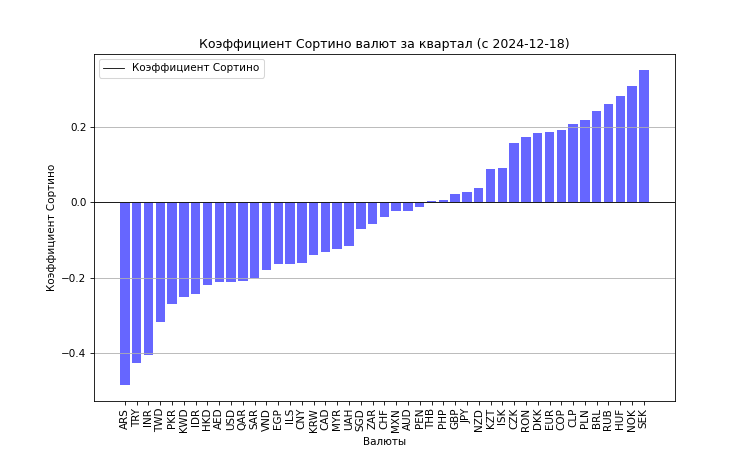 Коэффициент Сортино валют за квартал (с 2024-12-18)
Коэффициент Сортино
Коэффициент Сортино
0.2
0.0
−0.2
−0.4
ARS TRY INR TWD PKR KWD IDR HKD AED USD QAR SAR VND EGP ILS CNY KRW CAD MYR UAH SGD ZAR CHF MXN AUD PEN THB PHP GBP JPY NZD KZT ISK CZK RON DKK EUR COP CLP PLN BRL RUB HUF NOK SEK
Валюты